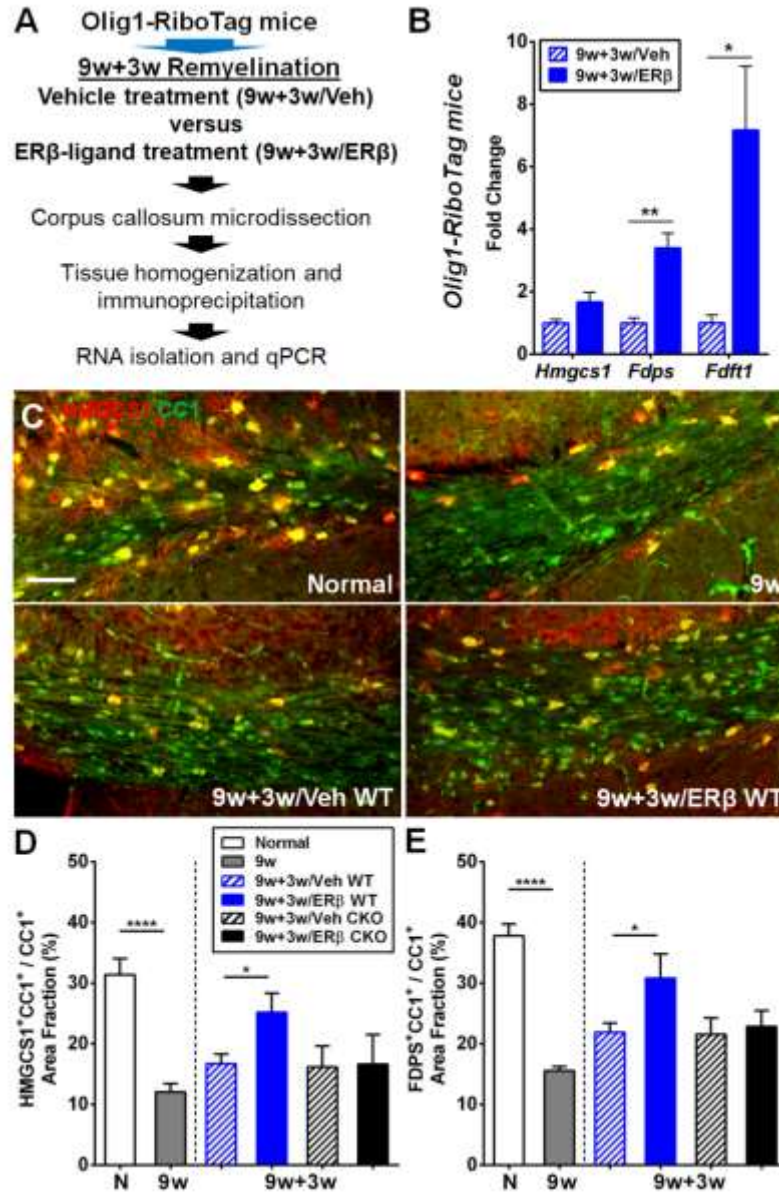 A
Olig1-RiboTag mice
9w+3w Remyelination
Vehicle treatment (9w+3w/Veh)
versus
ERβ-ligand treatment (9w+3w/ERβ)
Corpus callosum microdissection
Tissue homogenization and
immunoprecipitation
RNA isolation and qPCR
B
Olig1-RiboTag mice
Fold Change
10
8
6
4
2
0
9w+3w/Veh
9w+3w/ERβ
**
*
Hmgcs1 Fdps Fdft1
C
HMGCS1 CC1
Normal
9w
9w+3w/Veh WT
9w+3w/ERβ WT
D
HMGCS1⁺CC1⁺ / CC1⁺
Area Fraction (%)
50
40
30
20
10
0
****
*
N 9w 9w+3w
Normal
9w
9w+3w/Veh WT
9w+3w/ERβ WT
9w+3w/Veh CKO
9w+3w/ERβ CKO
E
FDPS⁺CC1⁺ / CC1⁺
Area Fraction (%)
50
40
30
20
10
0
****
*
N 9w 9w+3w